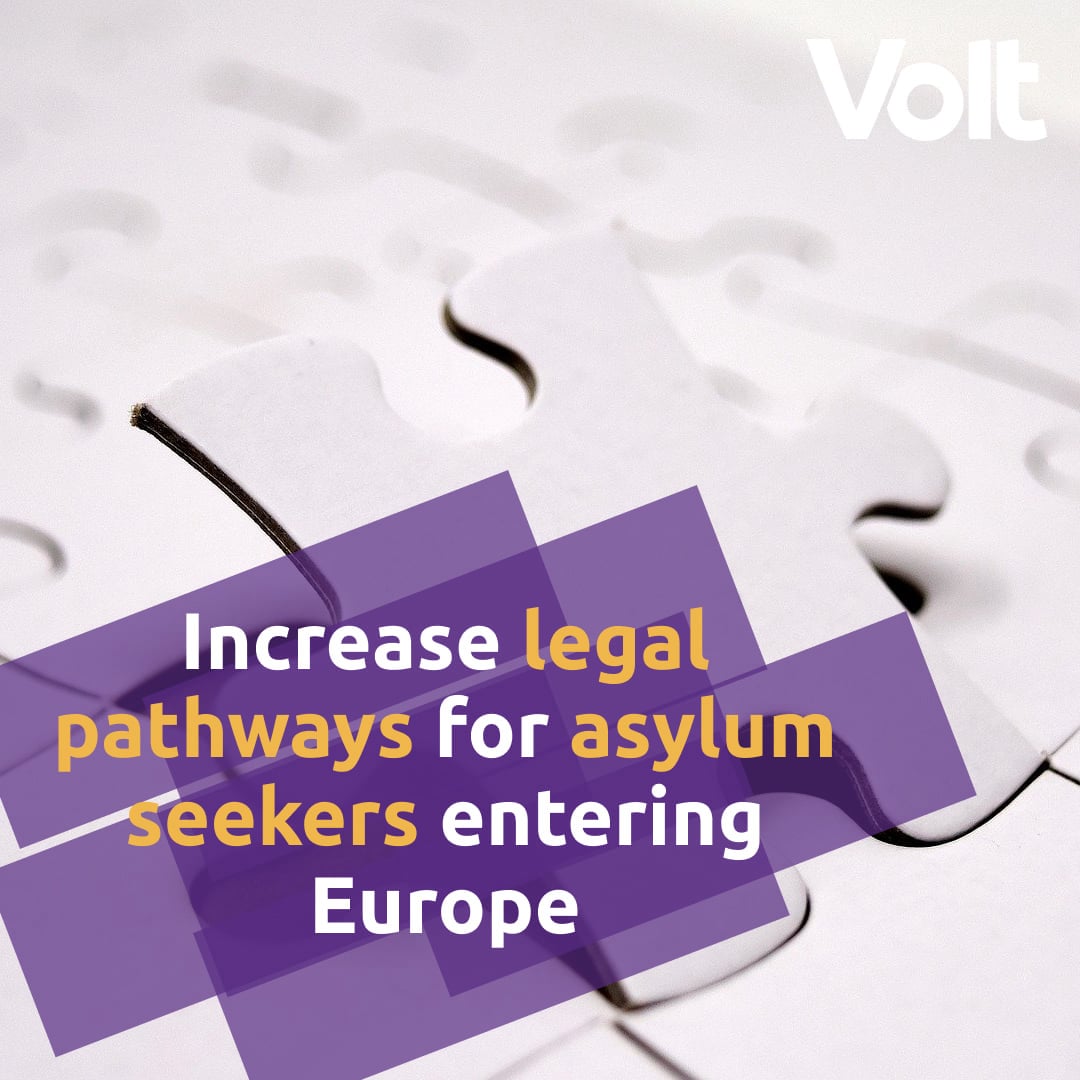 Volt
Increase legal
pathways for asylum
seekers entering
Europe